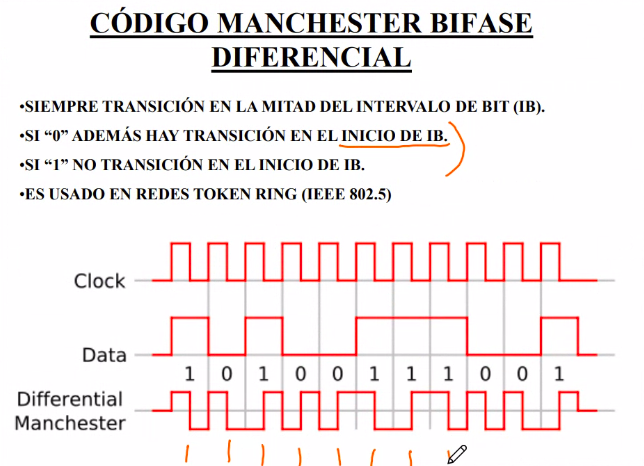 CÓDIGO MANCHESTER BIFASE
DIFERENCIAL
•SIEMPRE TRANSICIÓN EN LA MITAD DEL INTERVALO DE BIT (IB).
•SI “0” ADEMÁS HAY TRANSICIÓN EN EL INICIO DE IB.
•SI “1” NO TRANSICIÓN EN EL INICIO DE IB.
•ES USADO EN REDES TOKEN RING (IEEE 802.5)
Clock
Data
1 0 1 0 0 1 1 1 0 0 1
Differential
Manchester